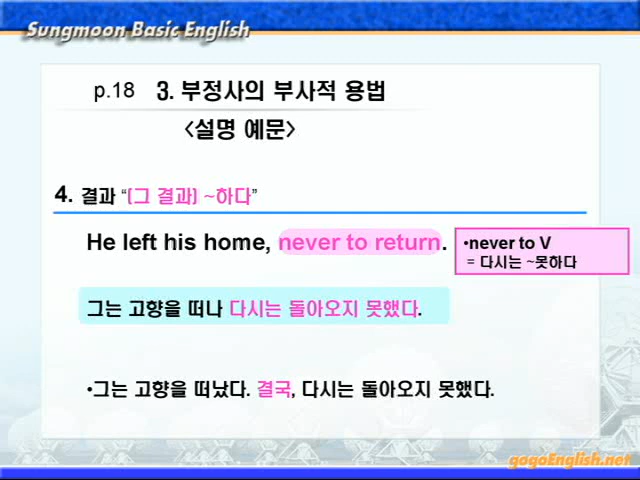 Sungmoon Basic English
p.18 3. 부정사의 부사적 용법
<설명 예문>
4. 결과 “(그 결과) ~하다”
He left his home, never to return.
•never to V
= 다시는 ~못하다
그는 고향을 떠나 다시는 돌아오지 못했다.
•그는 고향을 떠났다. 결국, 다시는 돌아오지 못했다.
gogoEnglish.net